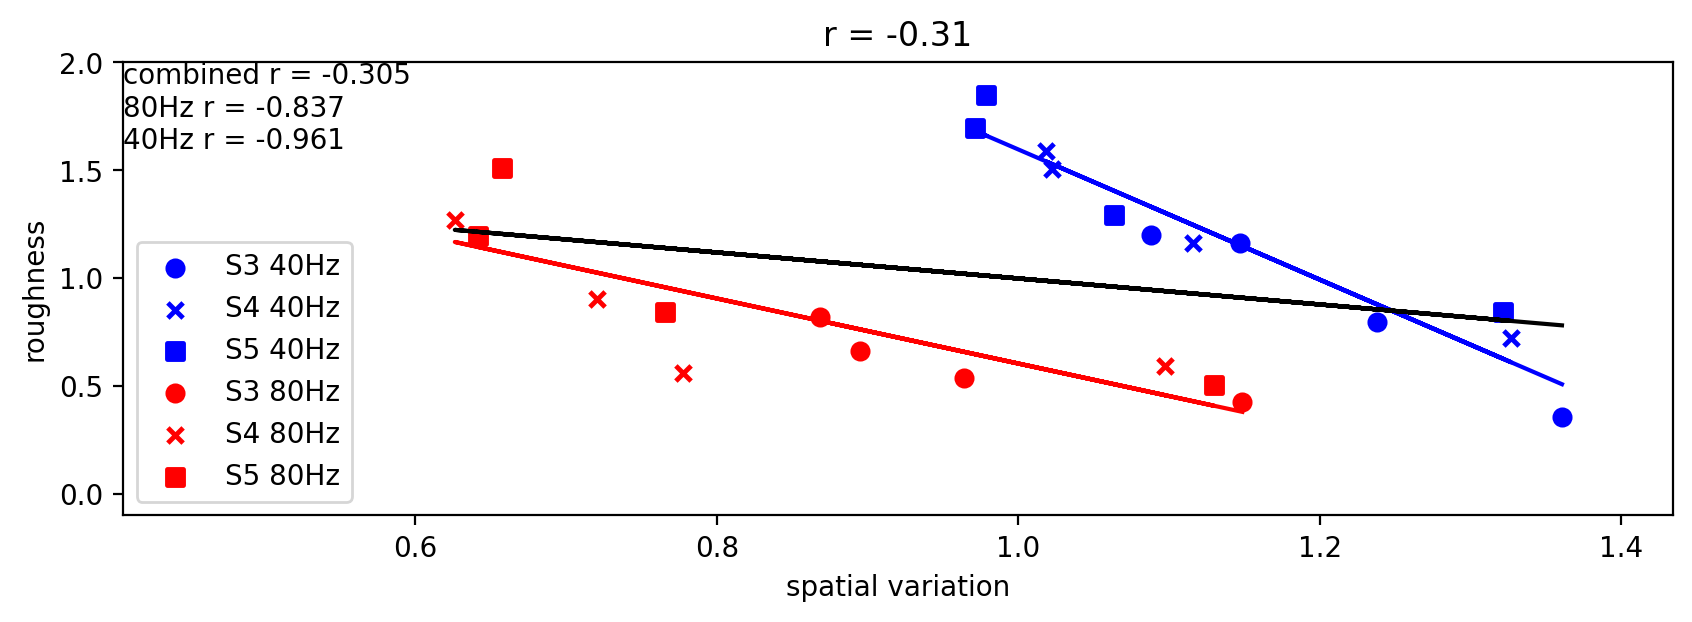 r = -0.31
combined r = -0.305
80Hz r = -0.837
40Hz r = -0.961
2.0
1.5
1.0
0.5
0.0
roughness
S3 40Hz
S4 40Hz
S5 40Hz
S3 80Hz
S4 80Hz
S5 80Hz
0.6 0.8 1.0 1.2 1.4
spatial variation